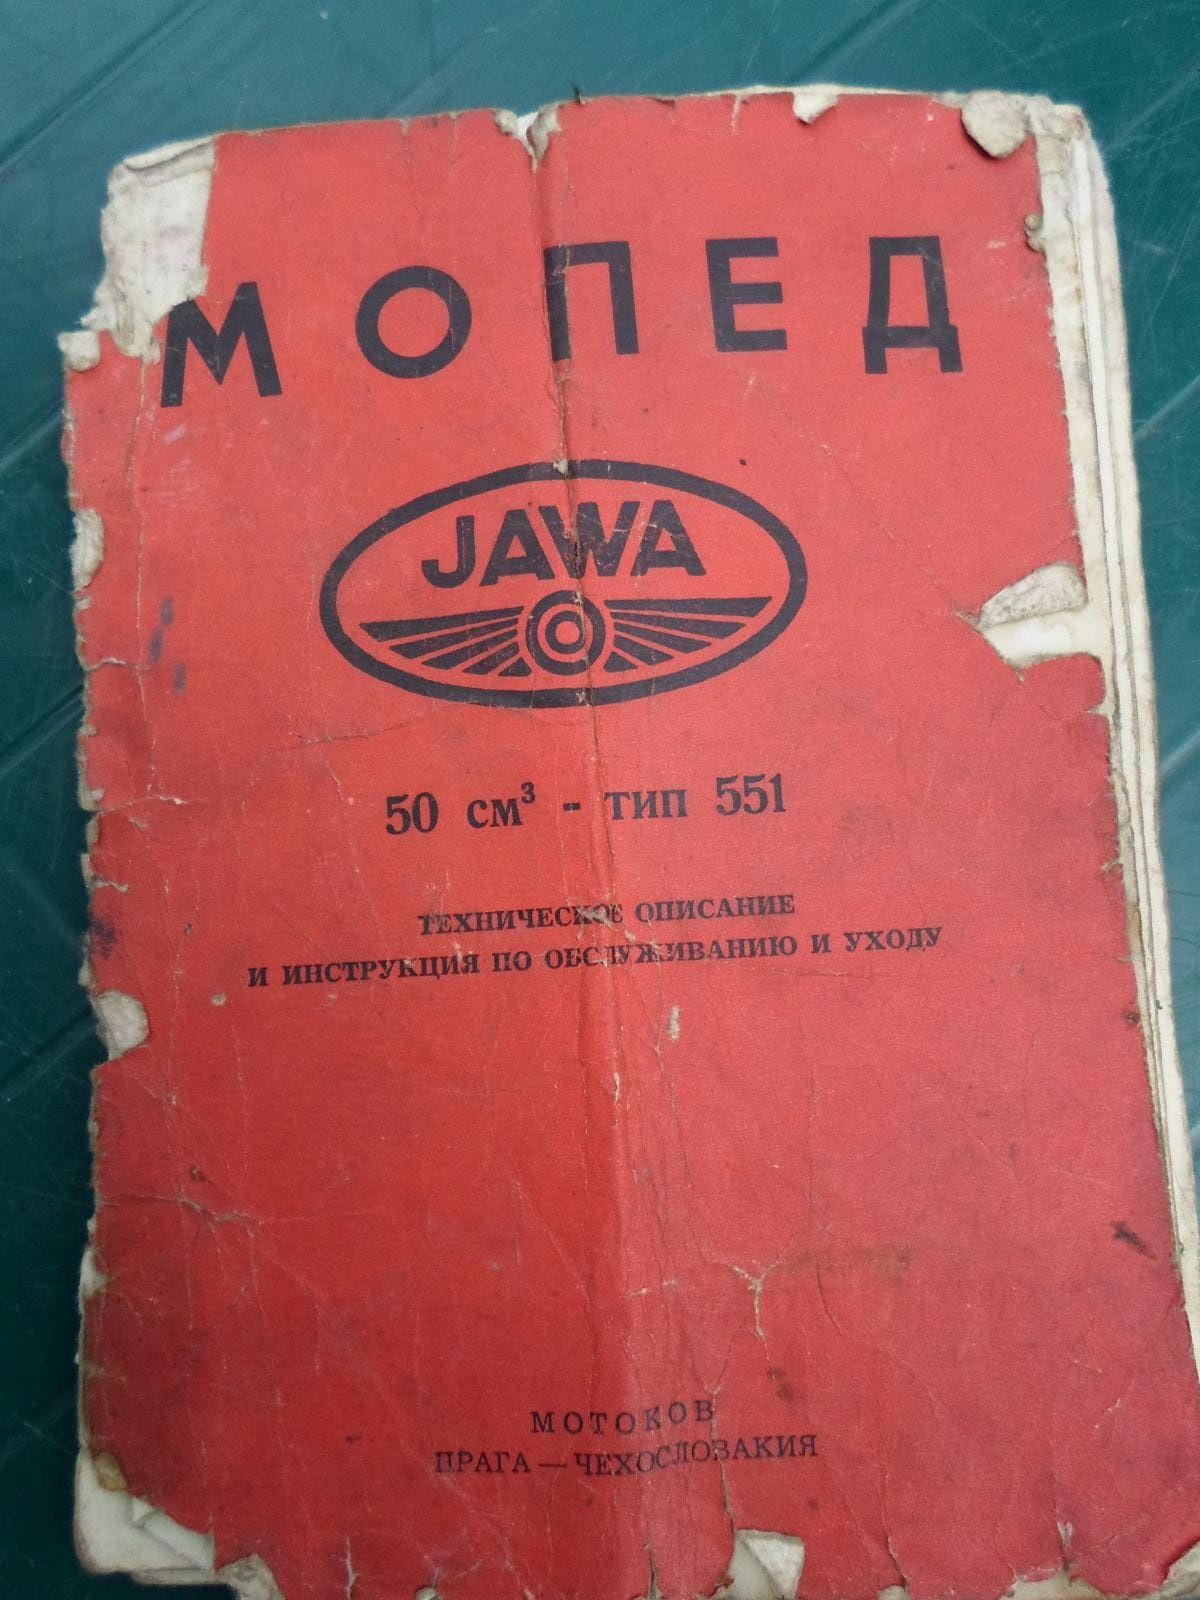 МОПЕД
JAWA
50 см³ - тип 551
ТЕХНИЧЕСКОЕ ОПИСАНИЕ
И ИНСТРУКЦИЯ ПО ОБСЛУЖИВАНИЮ И УХОДУ
МОТОКОВ
ПРАГА — ЧЕХОСЛОВАКИЯ